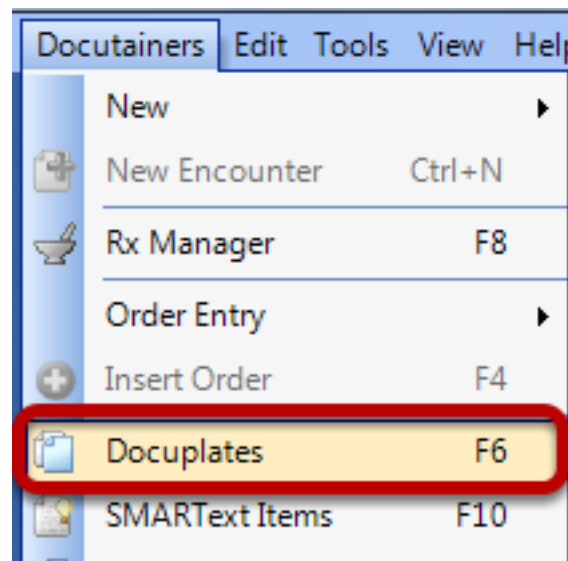 Docutainers Edit Tools View Help
New
New Encounter Ctrl+N
Rx Manager F8
Order Entry
Insert Order F4
Docuplates F6
SMARText Items F10